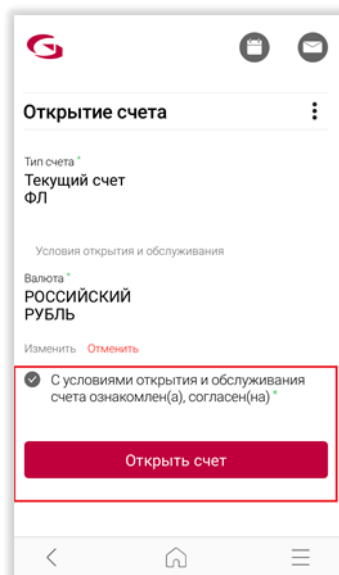 Открытие счета
Тип счета *
Текущий счет
ФЛ
Условия открытия и обслуживания
Валюта *
РОССИЙСКИЙ
РУБЛЬ
Изменить Отменить
С условиями открытия и обслуживания
счета ознакомлен(а), согласен(на) *
Открыть счет